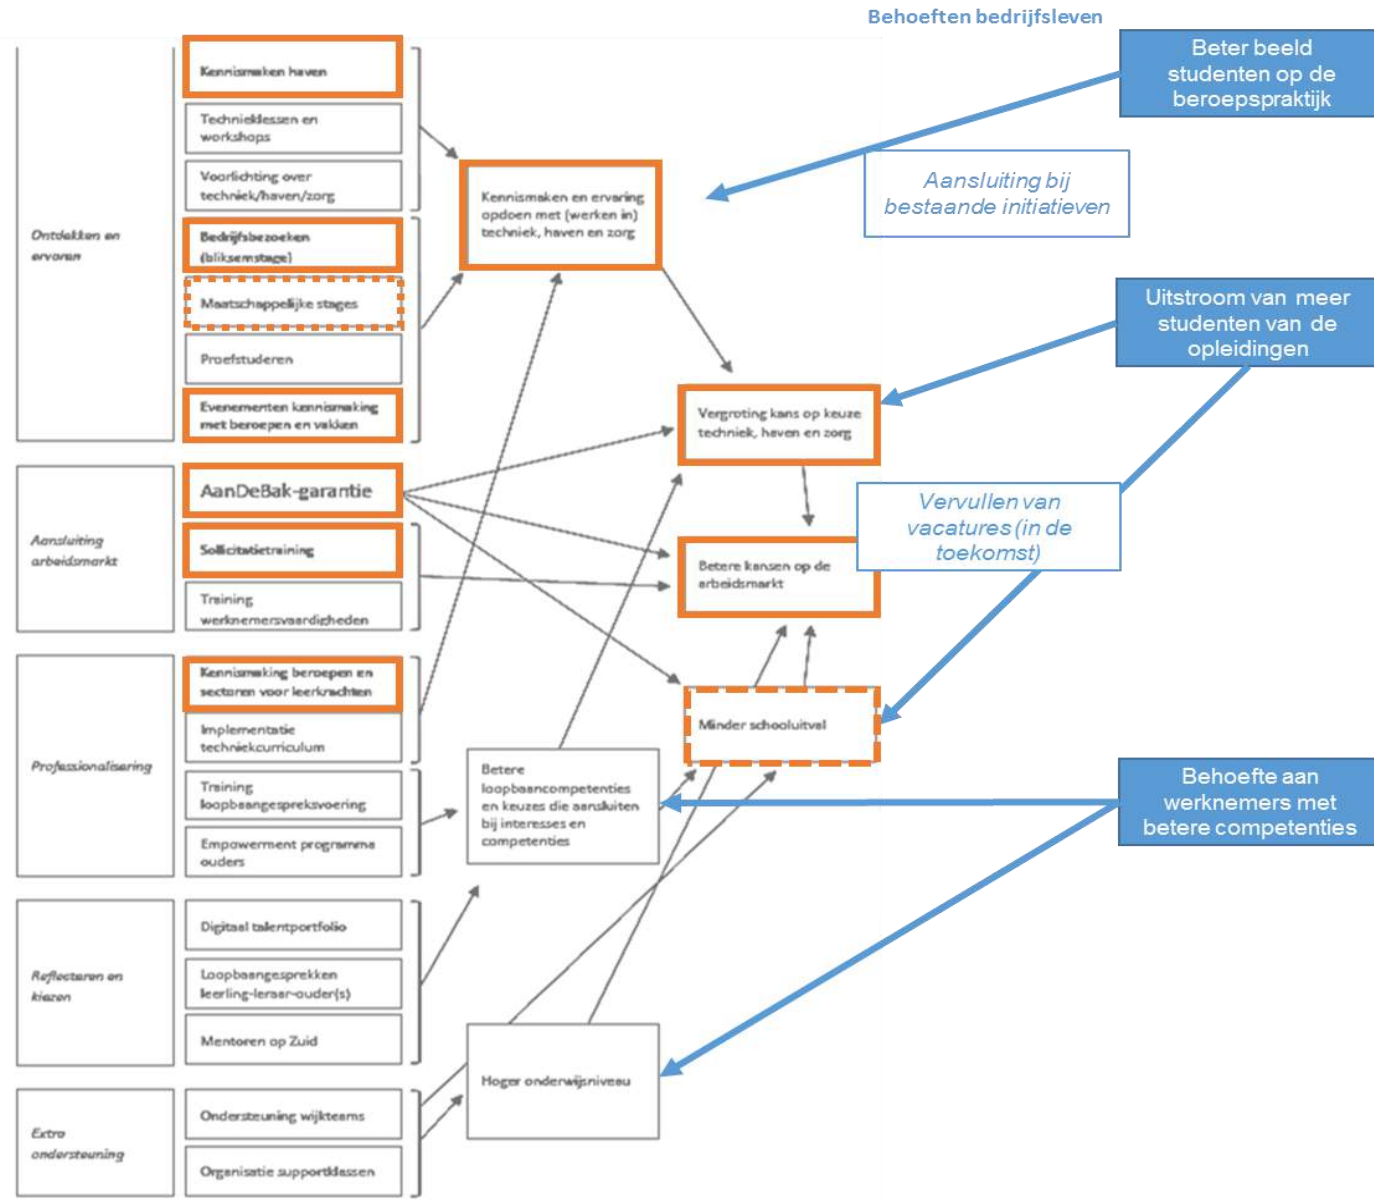 Behoeften bedrijfsleven
Kennismaken haven
Technieklessen en
workshops
Voorlichting over
techniek/haven/zorg
Ontdekken en
ervaren
Bedrijfsbezoeken
(bliksemstage)
Maatschappelijke stages
Proefstuderen
Evenementen kennismaking
met beroepen en vakken
Aansluiting
arbeidsmarkt
AanDeBak-garantie
Sollicitatietraining
Training
werknemersvaardigheden
Professionalisering
Kennismaking beroepen en
sectoren voor leerkrachten
Implementatie
techniekcurriculum
Training
loopbaangespreksvoering
Empowerment programma
ouders
Reflecteren en
kiezen
Digitaal talentportfolio
Loopbaangesprekken
leerling-leraar-ouder(s)
Mentoren op Zuid
Extra
ondersteuning
Ondersteuning wijkteams
Organisatie supportklassen
Kennismaken en ervaring
opdoen met (werken in)
techniek, haven en zorg
Vergroting kans op keuze
techniek, haven en zorg
Betere kansen op de
arbeidsmarkt
Minder schooluitval
Betere
loopbaancompetenties
en keuzes die aansluiten
bij interesses en
competenties
Hoger onderwijsniveau
Beter beeld
studenten op de
beroepspraktijk
Aansluiting bij
bestaande initiatieven
Uitstroom van meer
studenten van de
opleidingen
Vervullen van
vacatures (in de
toekomst)
Behoefte aan
werknemers met
betere competenties